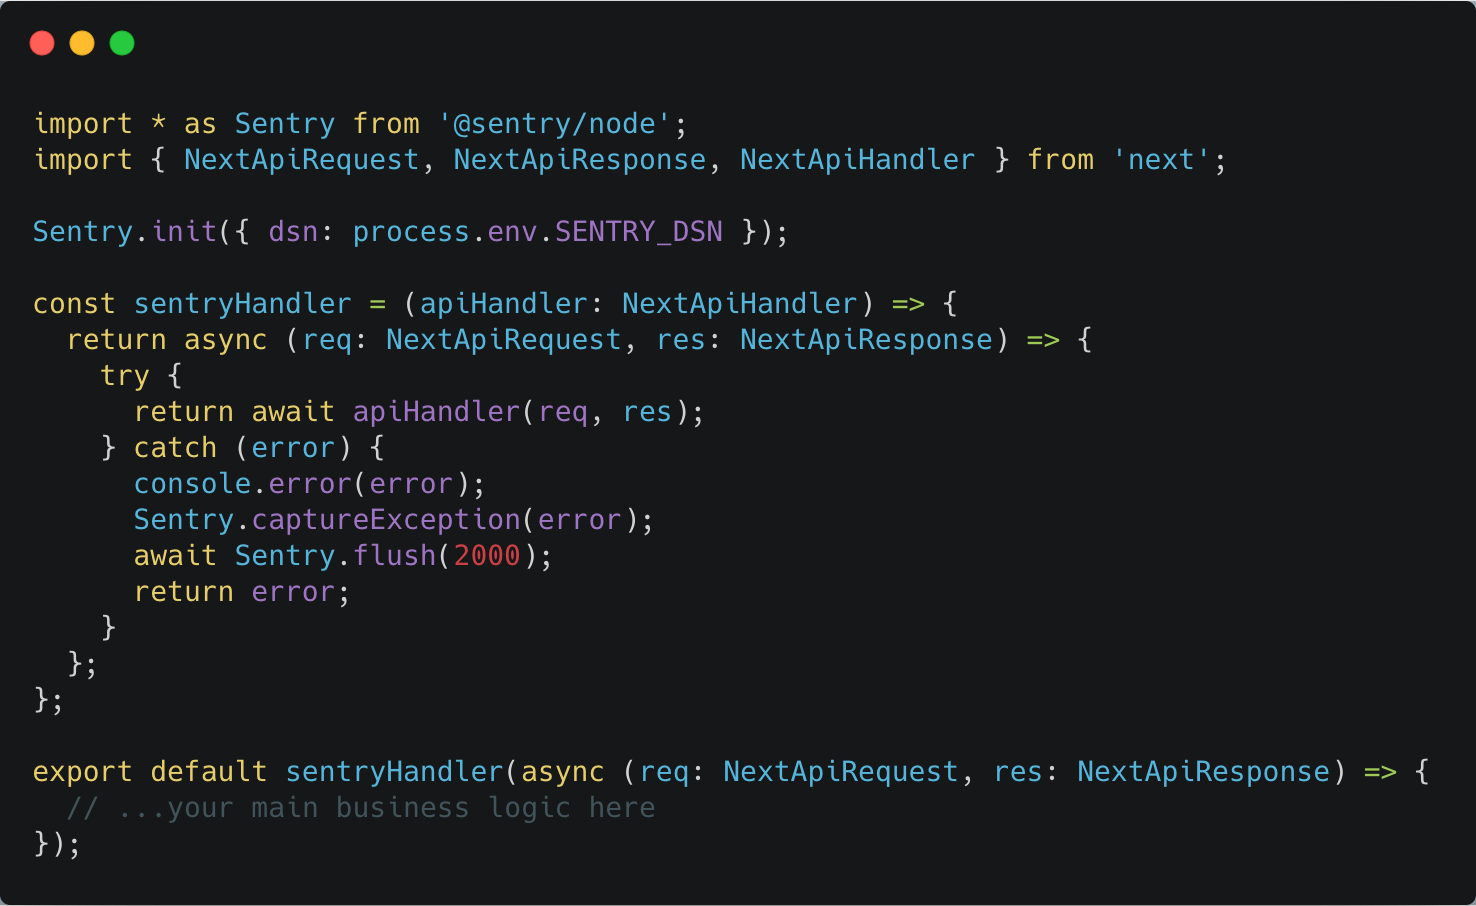 import * as Sentry from '@sentry/node';
import { NextApiRequest, NextApiResponse, NextApiHandler } from 'next';

Sentry.init({ dsn: process.env.SENTRY_DSN });

const sentryHandler = (apiHandler: NextApiHandler) => {
  return async (req: NextApiRequest, res: NextApiResponse) => {
    try {
      return await apiHandler(req, res);
    } catch (error) {
      console.error(error);
      Sentry.captureException(error);
      await Sentry.flush(2000);
      return error;
    }
  };
};

export default sentryHandler(async (req: NextApiRequest, res: NextApiResponse) => {
  // ...your main business logic here
});